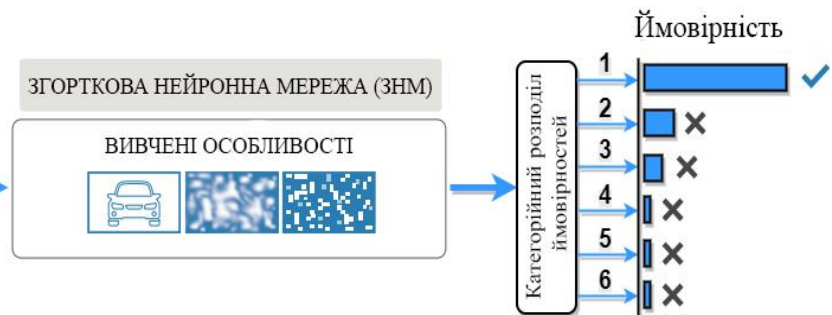 Ймовірність
ЗГОРТКОВА НЕЙРОННА МЕРЕЖА (ЗНМ)
ВИВЧЕНІ ОСОБЛИВОСТІ
Категорійний розподіл
ймовірностей
1
2
3
4
5
6